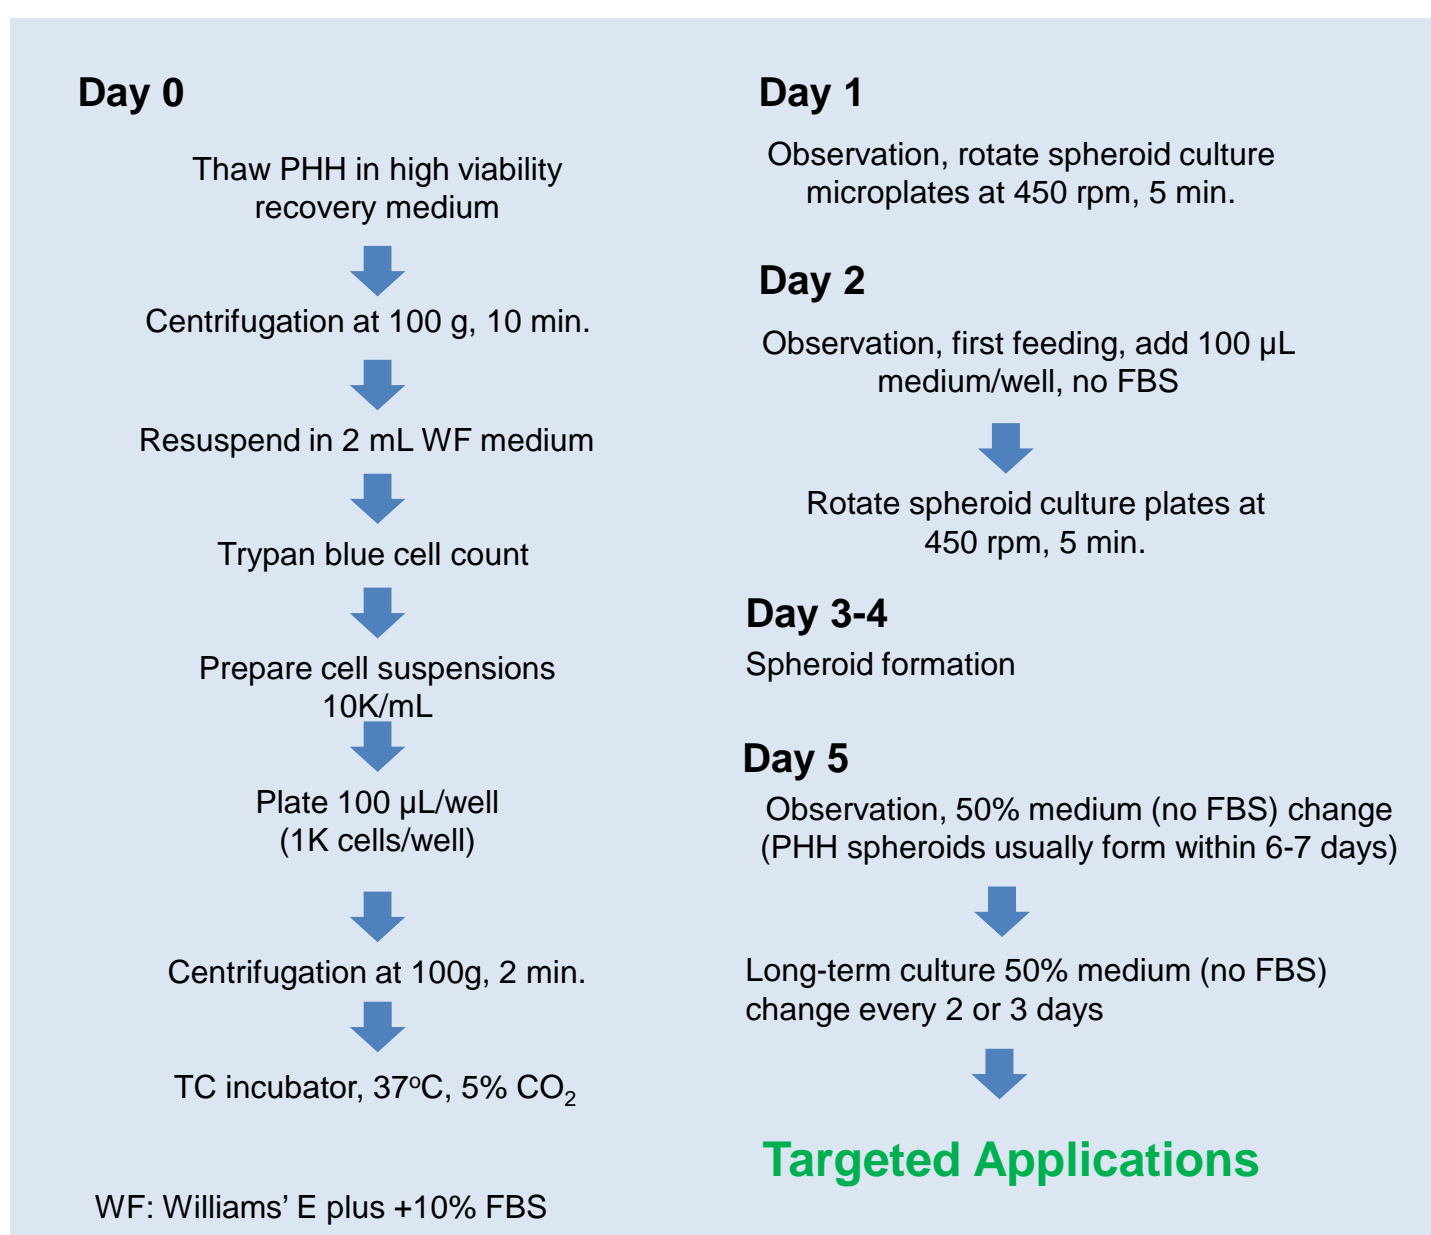 Day 0
Thaw PHH in high viability
recovery medium
Centrifugation at 100 g, 10 min.
Resuspend in 2 mL WF medium
Trypan blue cell count
Prepare cell suspensions
10K/mL
Plate 100 µL/well
(1K cells/well)
Centrifugation at 100g, 2 min.
TC incubator, 37°C, 5% CO₂
WF: Williams’ E plus +10% FBS
Day 1
Observation, rotate spheroid culture
microplates at 450 rpm, 5 min.
Day 2
Observation, first feeding, add 100 µL
medium/well, no FBS
Rotate spheroid culture plates at
450 rpm, 5 min.
Day 3-4
Spheroid formation
Day 5
Observation, 50% medium (no FBS) change
(PHH spheroids usually form within 6-7 days)
Long-term culture 50% medium (no FBS)
change every 2 or 3 days
Targeted Applications